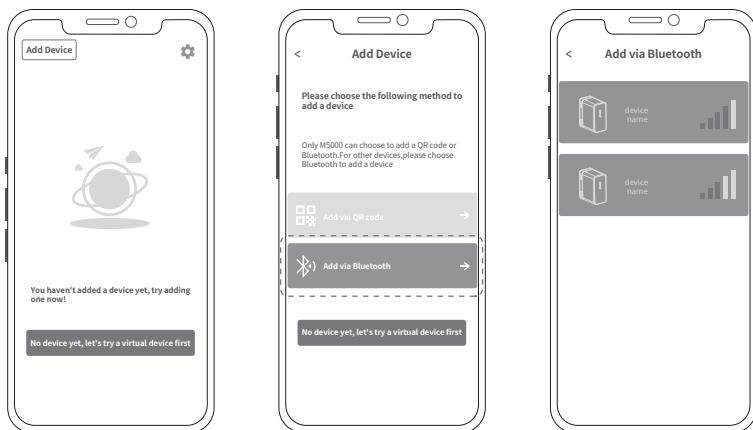 Add Device
You haven't added a device yet, try adding
one now!
No device yet, let's try a virtual device first
<
Add Device
Please choose the following method to
add a device
Only M5000 can choose to add a QR code or
Bluetooth.For other devices,please choose
Bluetooth to add a device
Add via QR code
Add via Bluetooth
No device yet, let's try a virtual device first
<
Add via Bluetooth
device
name
device
name